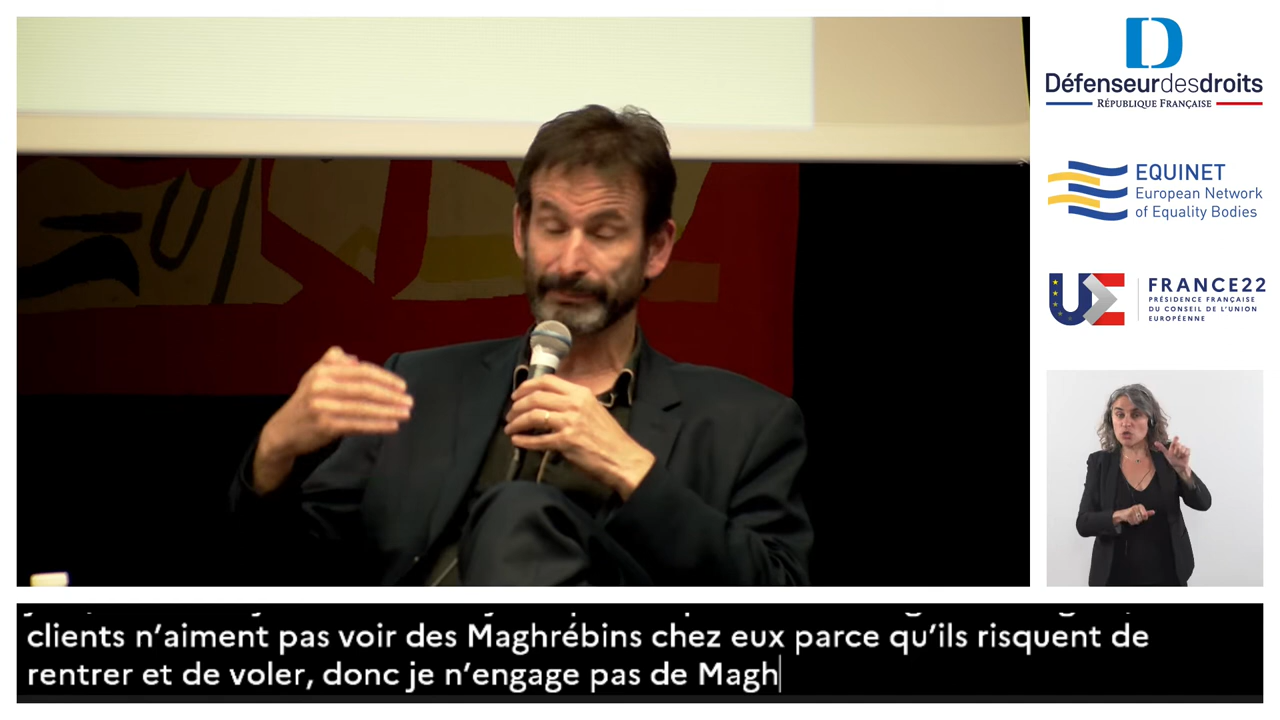 Défenseurdesdroits
RÉPUBLIQUE FRANÇAISE
EQUINET
European Network
of Equality Bodies
UE
FRANCE22
PRÉSIDENCE FRANÇAISE
DU CONSEIL DE L'UNION
EUROPÉENNE
clients n'aiment pas voir des Maghrébins chez eux parce qu'ils risquent de
rentrer et de voler, donc je n'engage pas de Magh